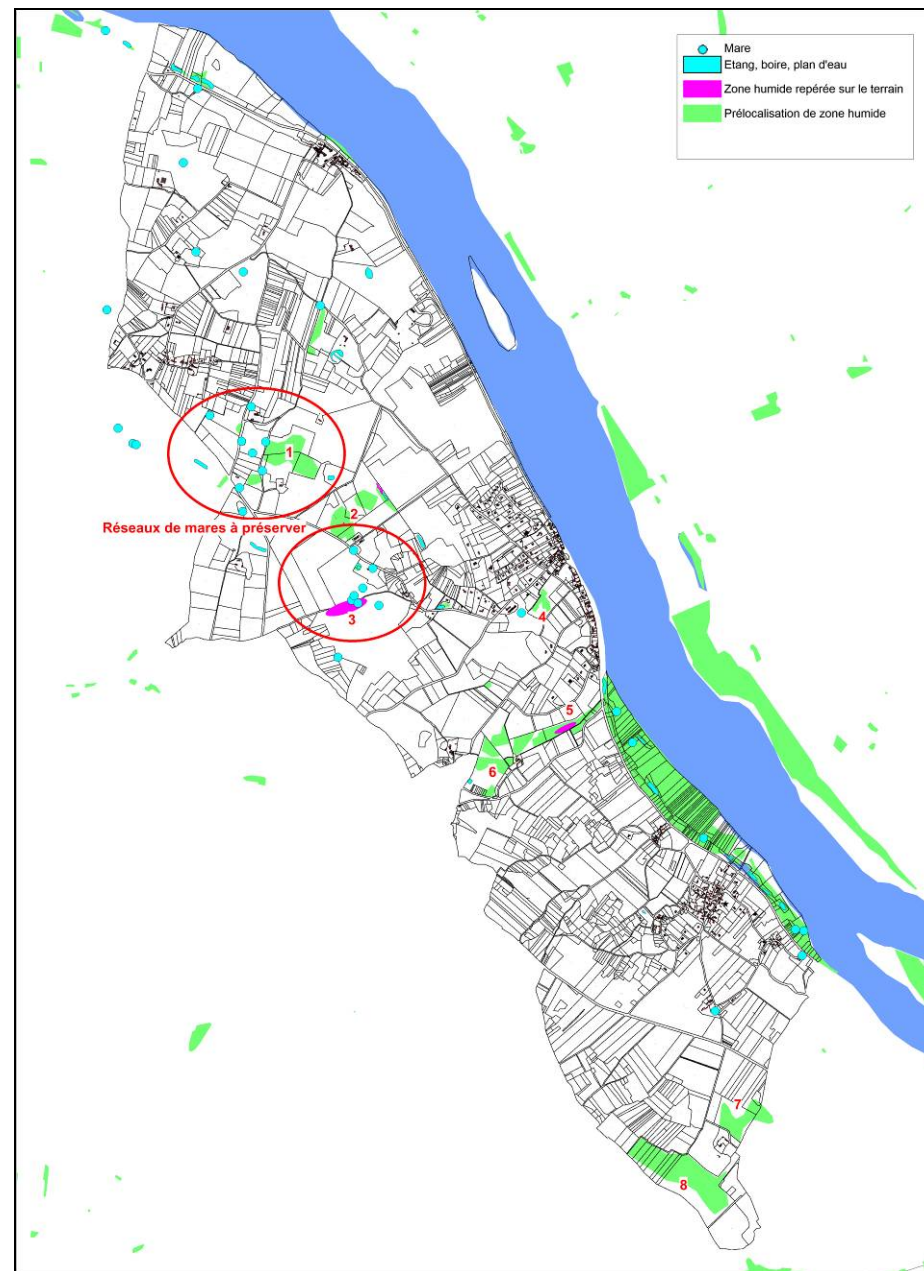 Mare
Etang, boire, plan d'eau
Zone humide repérée sur le terrain
Prélocalisation de zone humide
1
2
Réseaux de mares à préserver
3
4
5
6
7
8